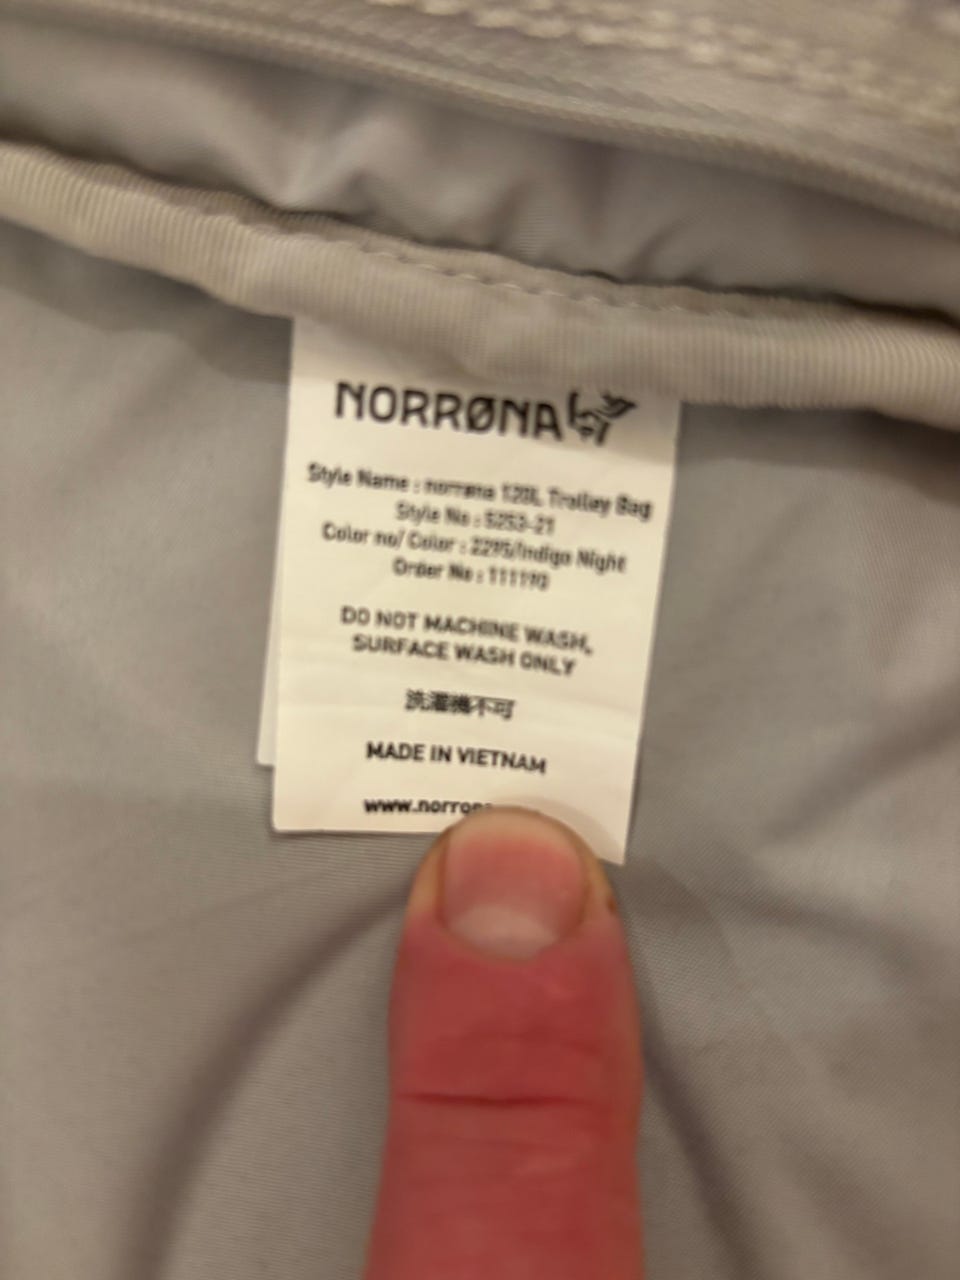 NORRØNA
Style Name : norrøna 120L Trolley Bag
Style No : 5253-21
Color no/ Color : 2295/Indigo Night
Order No : 111190
DO NOT MACHINE WASH,
SURFACE WASH ONLY
洗濯機不可
MADE IN VIETNAM